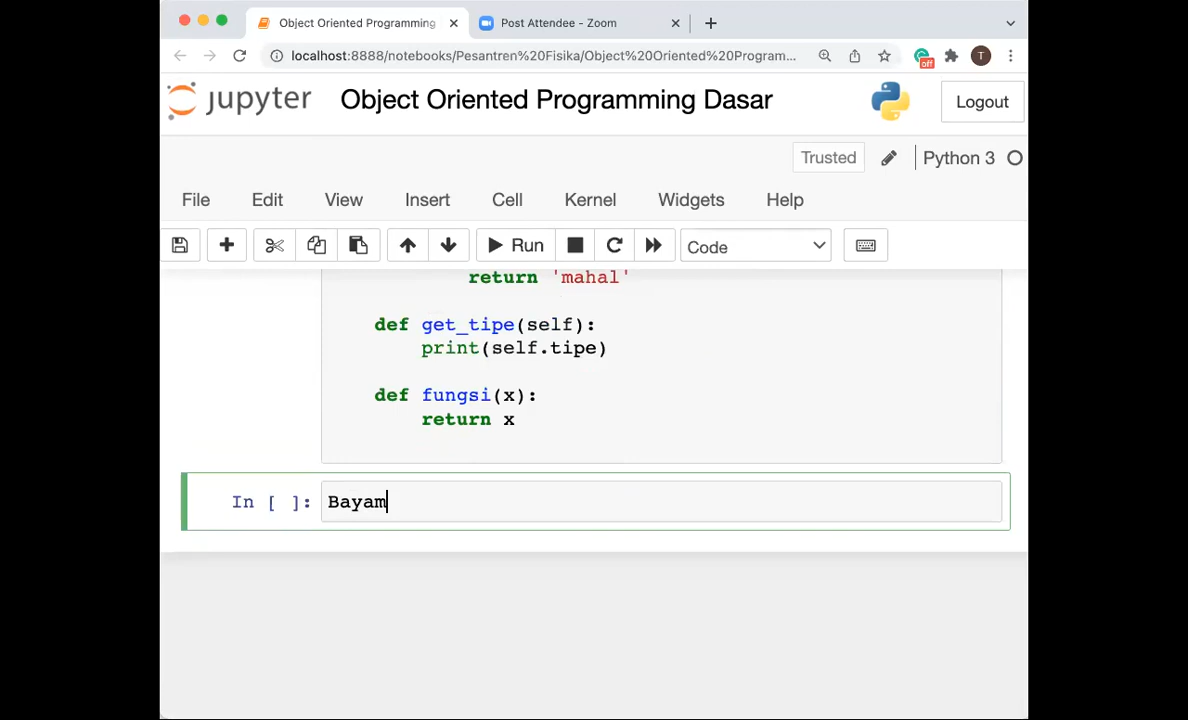 Object Oriented Programming
Post Attendee - Zoom
localhost:8888/notebooks/Pesantren%20Fisika/Object%20Oriented%20Program...
off
T
jupyter Object Oriented Programming Dasar
Logout
Trusted
Python 3
File Edit View Insert Cell Kernel Widgets Help
Run
Code
return 'mahal'
def get_tipe(self):
print(self.tipe)
def fungsi(x):
return x
In [ ]: Bayam